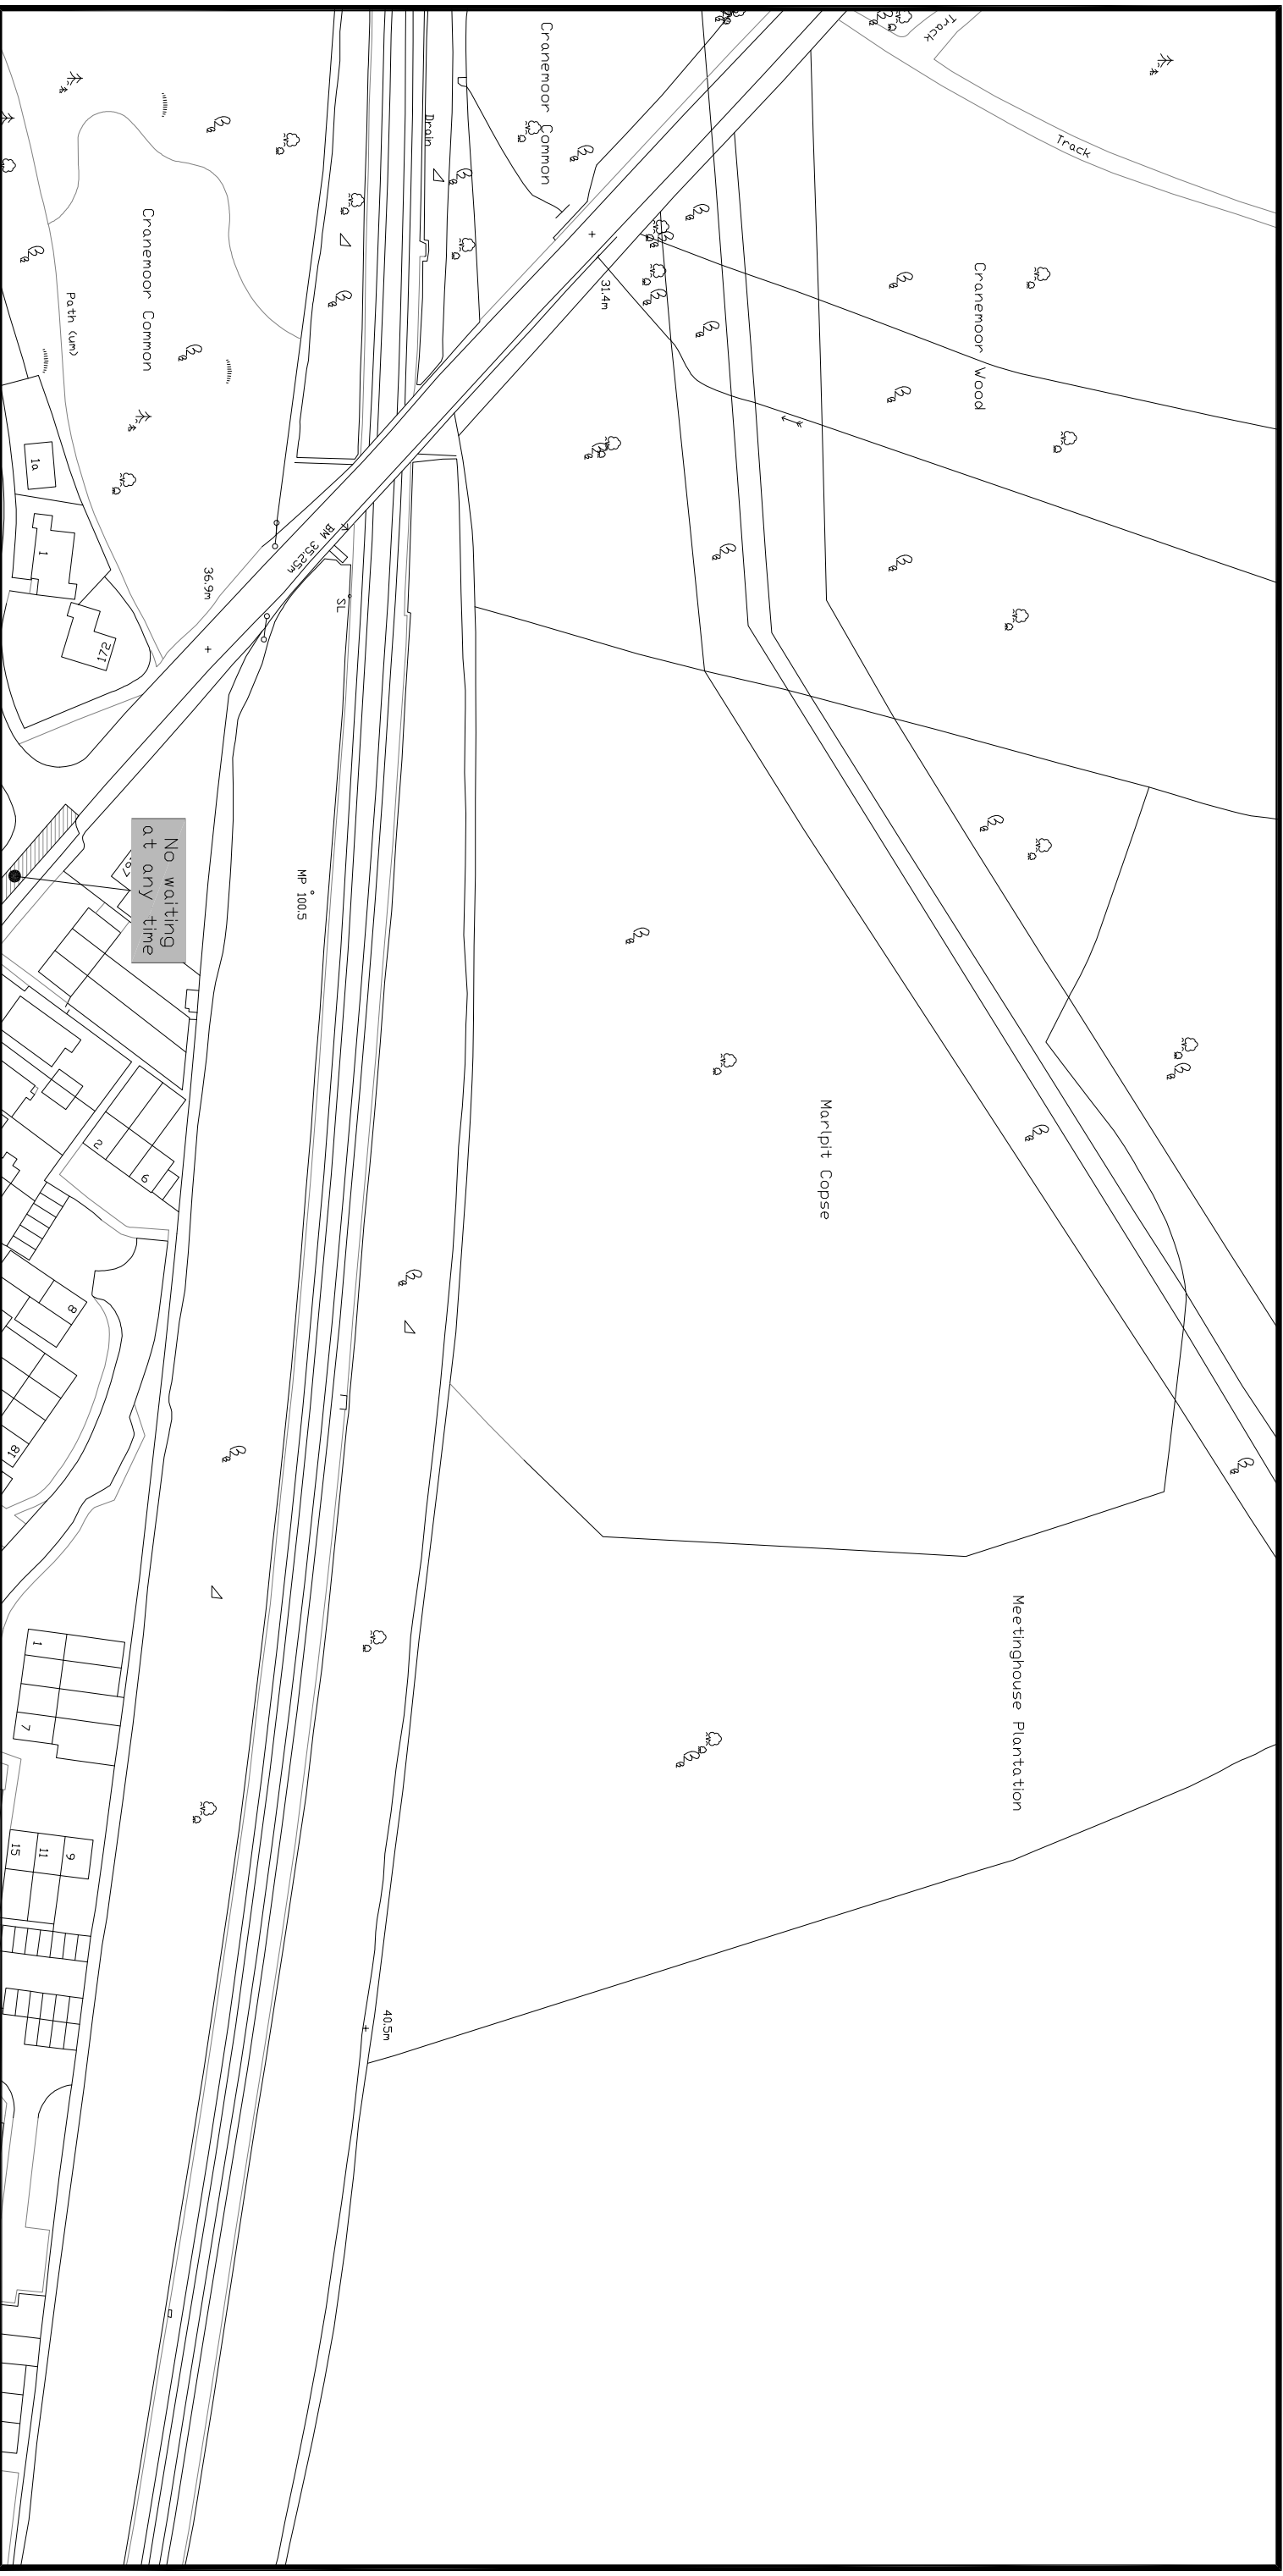 Track
Track
Cranemoor Wood
Cranemoor Common
Drain
31.4m
Cranemoor Common
Path (um)
1a
1
172
36.9m
BM 35.25m
SL
MP 100.5
No waiting
at any time
Marlpit Copse
Meetinghouse Plantation
2
6
8
18
1
7
9
11
15
40.5m